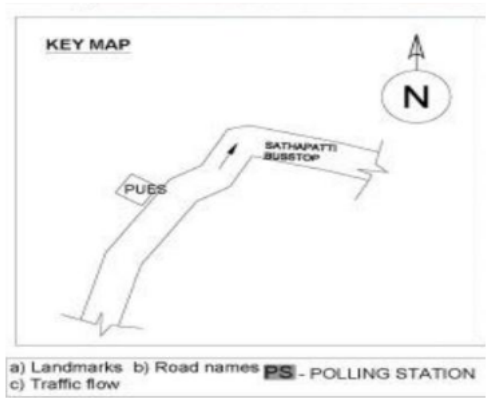 KEY MAP
N
SATHAPATTI
BUSSTOP
PUES
a) Landmarks b) Road names PS - POLLING STATION
c) Traffic flow